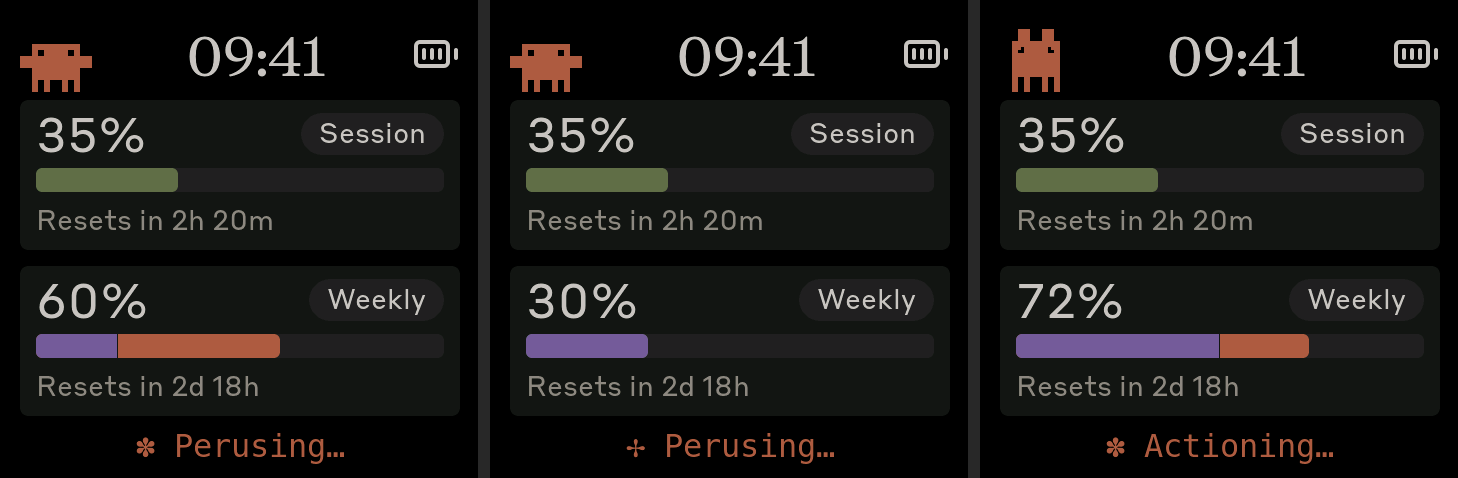 09:41
35% Session
Resets in 2h 20m
60% Weekly
Resets in 2d 18h
✽ Perusing…
09:41
35% Session
Resets in 2h 20m
30% Weekly
Resets in 2d 18h
✢ Perusing…
09:41
35% Session
Resets in 2h 20m
72% Weekly
Resets in 2d 18h
✽ Actioning…